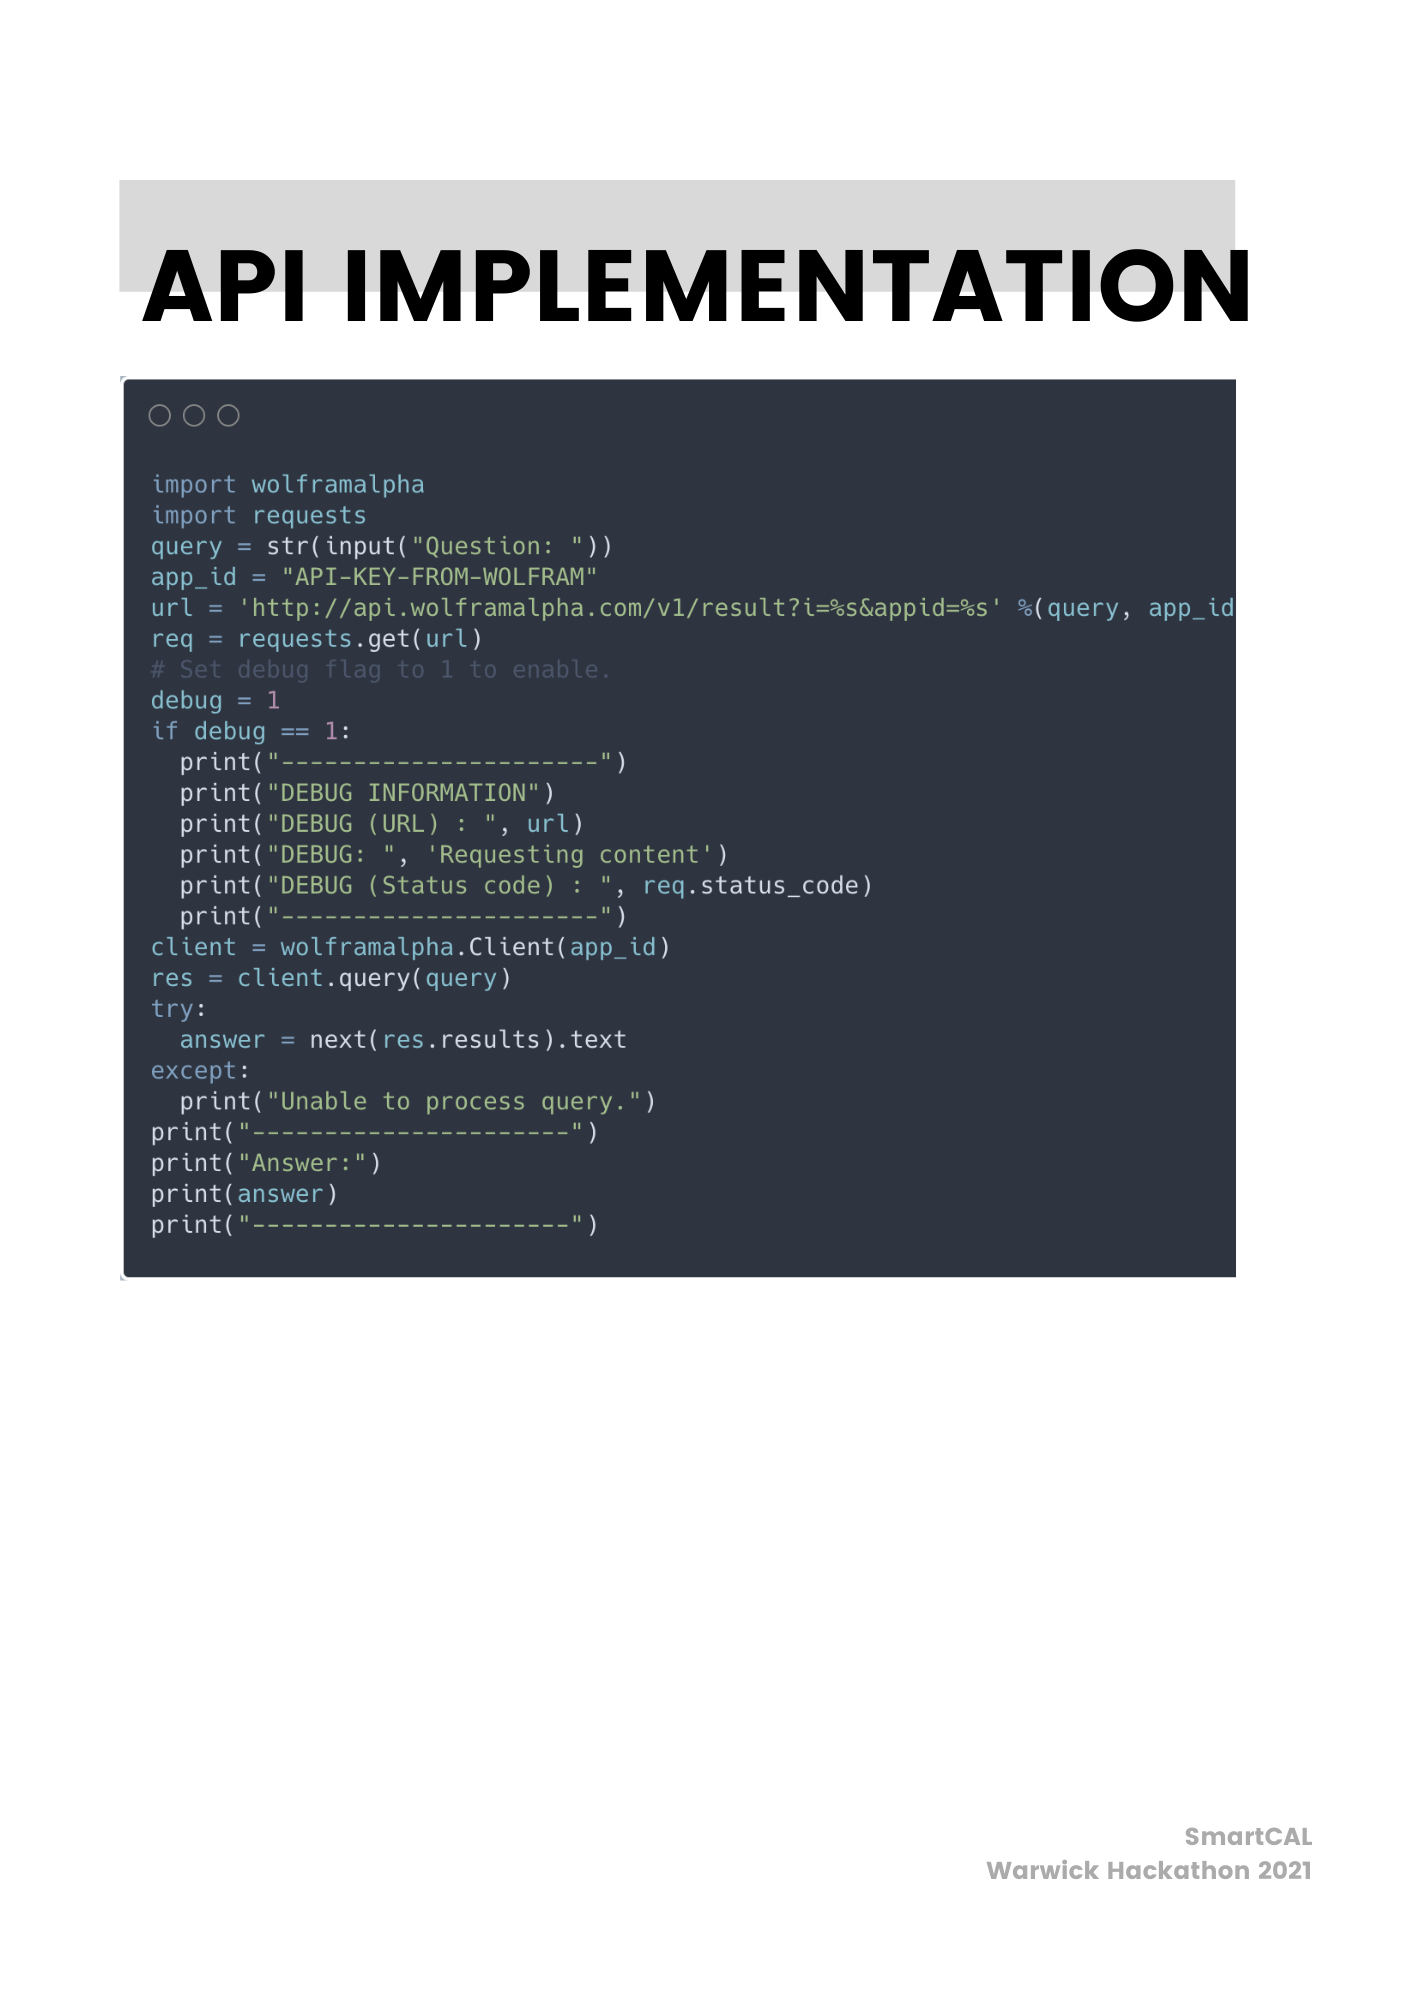 API IMPLEMENTATION
import wolframalpha
import requests
query = str(input("Question: "))
app_id = "API-KEY-FROM-WOLFRAM"
url = 'http://api.wolframalpha.com/v1/result?i=%s&appid=%s' %(query, app_id
req = requests.get(url)
# Set debug flag to 1 to enable.
debug = 1
if debug == 1:
  print("----------------------")
  print("DEBUG INFORMATION")
  print("DEBUG (URL) : ", url)
  print("DEBUG: ", 'Requesting content')
  print("DEBUG (Status code) : ", req.status_code)
  print("----------------------")
client = wolframalpha.Client(app_id)
res = client.query(query)
try:
  answer = next(res.results).text
except:
  print("Unable to process query.")
print("----------------------")
print("Answer:")
print(answer)
print("----------------------")
SmartCAL
Warwick Hackathon 2021